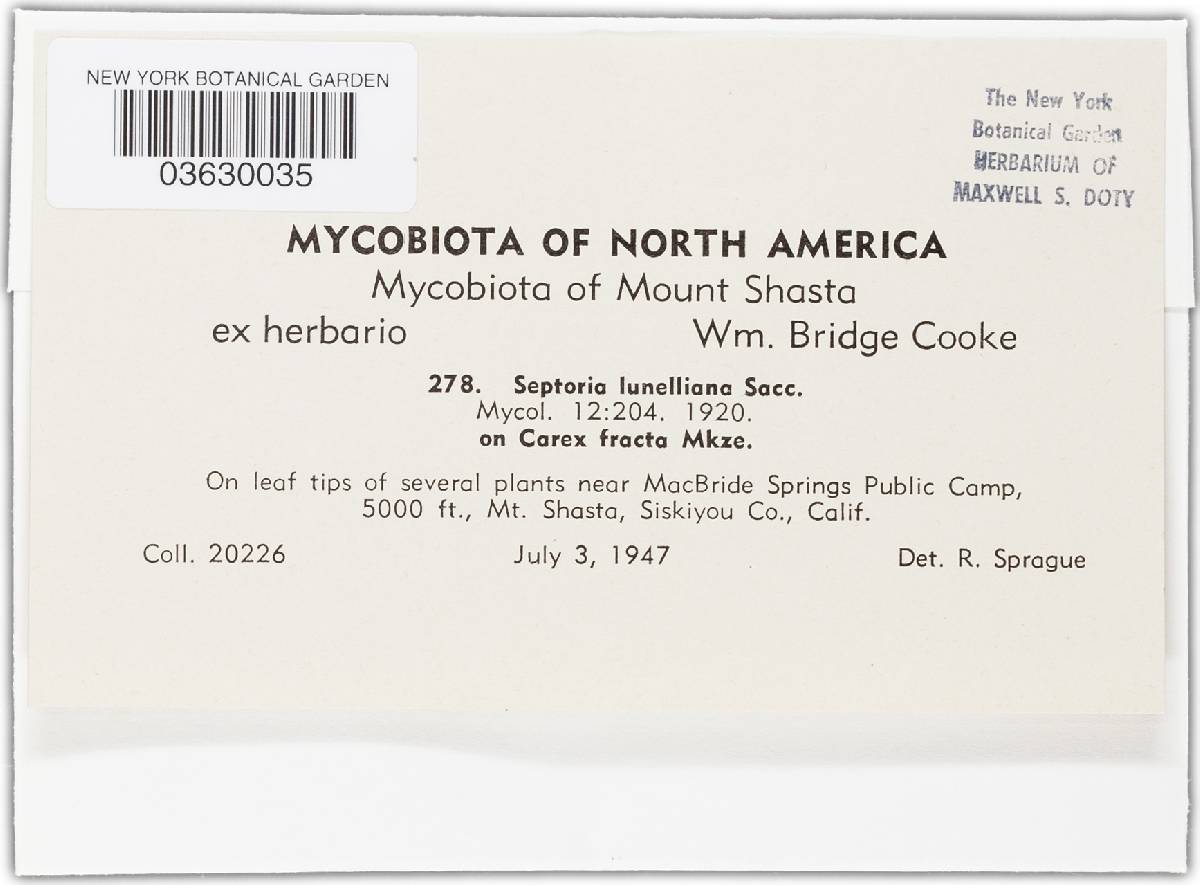 NEW YORK BOTANICAL GARDEN
03630035
The New York
Botanical Garden
HERBARIUM OF
MAXWELL S. DOTY
MYCOBIOTA OF NORTH AMERICA
Mycobiota of Mount Shasta
ex herbario Wm. Bridge Cooke
278. Septoria lunelliana Sacc.
Mycol. 12:204. 1920.
on Carex fracta Mkze.
On leaf tips of several plants near MacBride Springs Public Camp,
5000 ft., Mt. Shasta, Siskiyou Co., Calif.
Coll. 20226 July 3, 1947 Det. R. Sprague